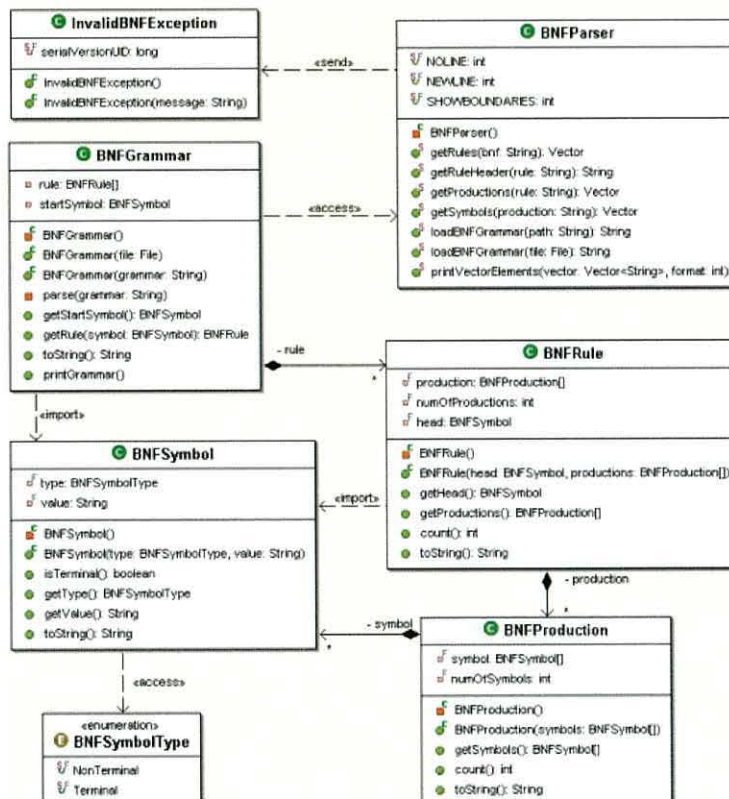 InvalidBNFException
serialVersionUID: long
InvalidBNFException()
InvalidBNFException(message: String)
«send»
BNFParser
NOLINE: int
NEWLINE: int
SHOWBOUNDARIES: int
BNFParser()
getRules(bnf: String): Vector
getRuleHeader(rule: String): String
getProductions(rule: String): Vector
getSymbols(production: String): Vector
loadBNFGrammar(path: String): String
loadBNFGrammar(file: File): String
printVectorElements(vector: Vector<String>, format: int)
BNFGrammar
rule: BNFRule[]
startSymbol: BNFSymbol
BNFGrammar()
BNFGrammar(file: File)
BNFGrammar(grammar: String)
parse(grammar: String)
getStartSymbol(): BNFSymbol
getRule(symbol: BNFSymbol): BNFRule
toString(): String
printGrammar()
«access»
- rule
*
«import»
BNFRule
production: BNFProduction[]
numOfProductions: int
head: BNFSymbol
BNFRule()
BNFRule(head: BNFSymbol, productions: BNFProduction[])
getHead(): BNFSymbol
getProductions(): BNFProduction[]
count(): int
toString(): String
BNFSymbol
type: BNFSymbolType
value: String
BNFSymbol()
BNFSymbol(type: BNFSymbolType, value: String)
isTerminal(): boolean
getType(): BNFSymbolType
getValue(): String
toString(): String
«import»
- production
*
- symbol
*
BNFProduction
symbol: BNFSymbol[]
numOfSymbols: int
BNFProduction()
BNFProduction(symbols: BNFSymbol[])
getSymbols(): BNFSymbol[]
count(): int
toString(): String
«access»
«enumeration»
BNFSymbolType
NonTerminal
Terminal